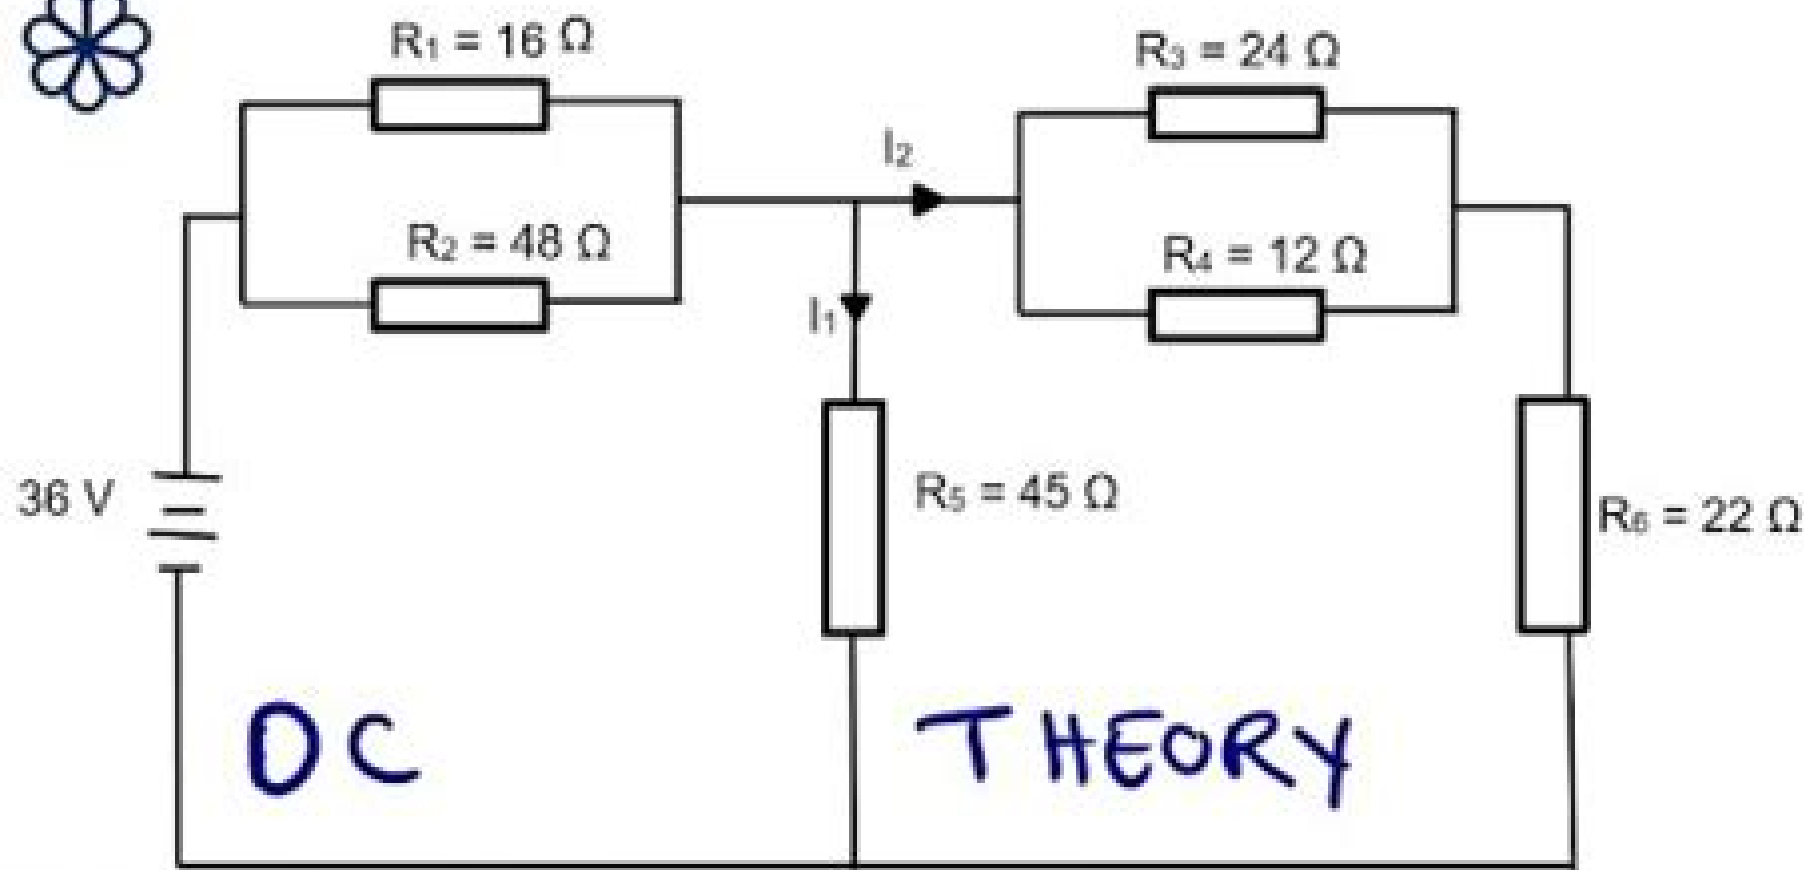 R₁ = 16 Ω
R₃ = 24 Ω
I₂
R₂ = 48 Ω
R₄ = 12 Ω
I₁
36 V
R₅ = 45 Ω
R₆ = 22 Ω
DC THEORY